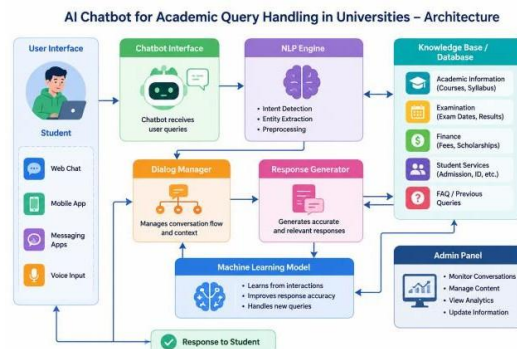 AI Chatbot for Academic Query Handling in Universities – Architecture
User Interface
Student
Web Chat
Mobile App
Messaging
Apps
Voice Input
Chatbot Interface
Chatbot receives
user queries
NLP Engine
• Intent Detection
• Entity Extraction
• Preprocessing
Knowledge Base /
Database
Academic Information
(Courses, Syllabus)
Examination
(Exam Dates, Results)
Finance
(Fees, Scholarships)
Student Services
(Admission, ID, etc.)
FAQ / Previous
Queries
Dialog Manager
Manages conversation flow
and context
Response Generator
Generates accurate
and relevant responses
Machine Learning Model
• Learns from interactions
• Improves response accuracy
• Handles new queries
Admin Panel
• Monitor Conversations
• Manage Content
• View Analytics
• Update Information
Response to Student